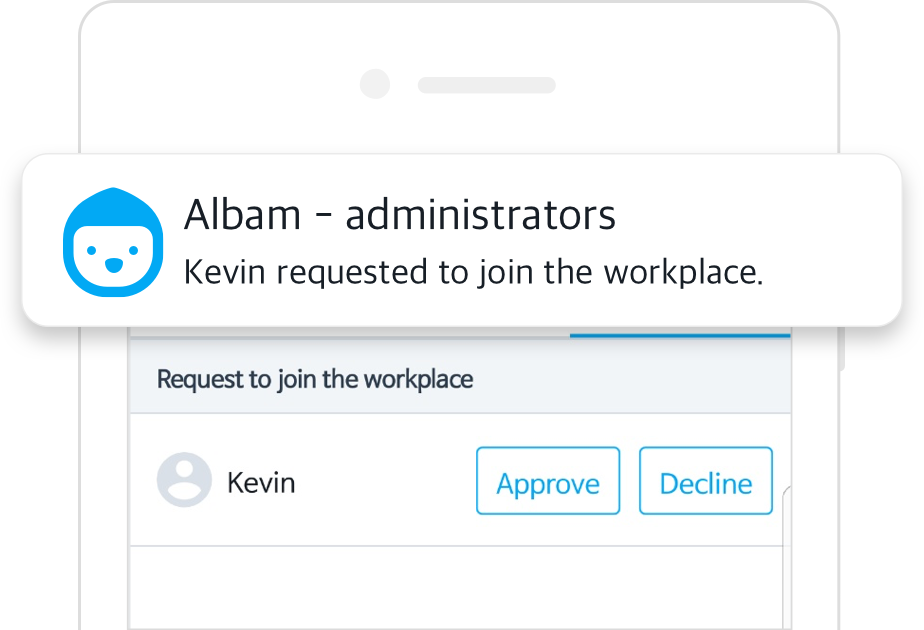 Albam - administrators
Kevin requested to join the workplace.
Request to join the workplace
Kevin
Approve
Decline